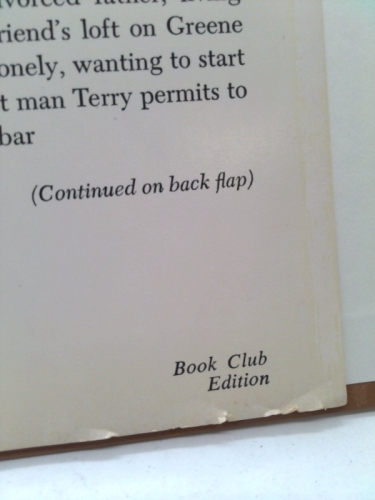 father,
riend's loft on Greene
onely, wanting to start
t man Terry permits to
bar
(Continued on back flap)
Book Club
Edition